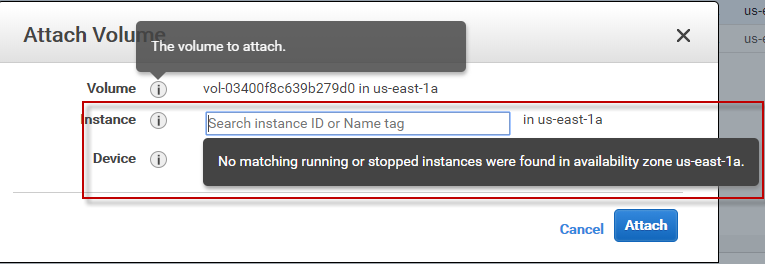 us-e
Attach Volume
The volume to attach.
us-e
Volume i vol-03400f8c639b279d0 in us-east-1a
Instance i Search instance ID or Name tag in us-east-1a
Device i No matching running or stopped instances were found in availability zone us-east-1a.
Cancel Attach